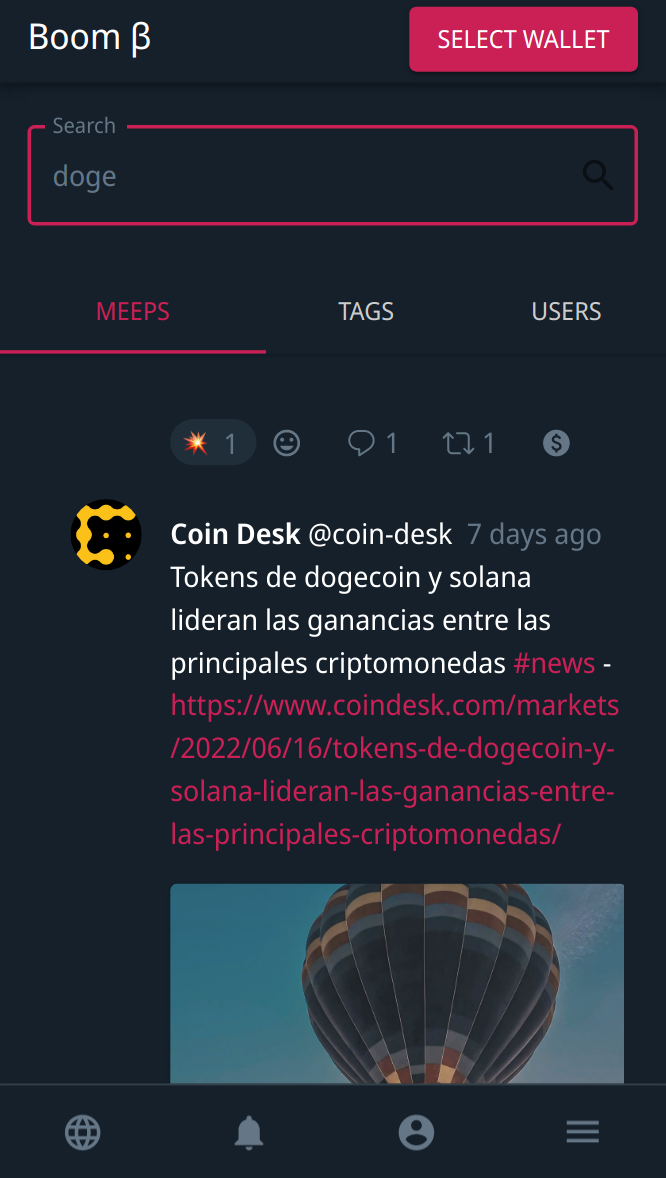 Boom β
SELECT WALLET
Search
doge
MEEPS
TAGS
USERS
1
1
1
Coin Desk @coin-desk 7 days ago
Tokens de dogecoin y solana
lideran las ganancias entre las
principales criptomonedas #news -
https://www.coindesk.com/markets
/2022/06/16/tokens-de-dogecoin-y-
solana-lideran-las-ganancias-entre-
las-principales-criptomonedas/